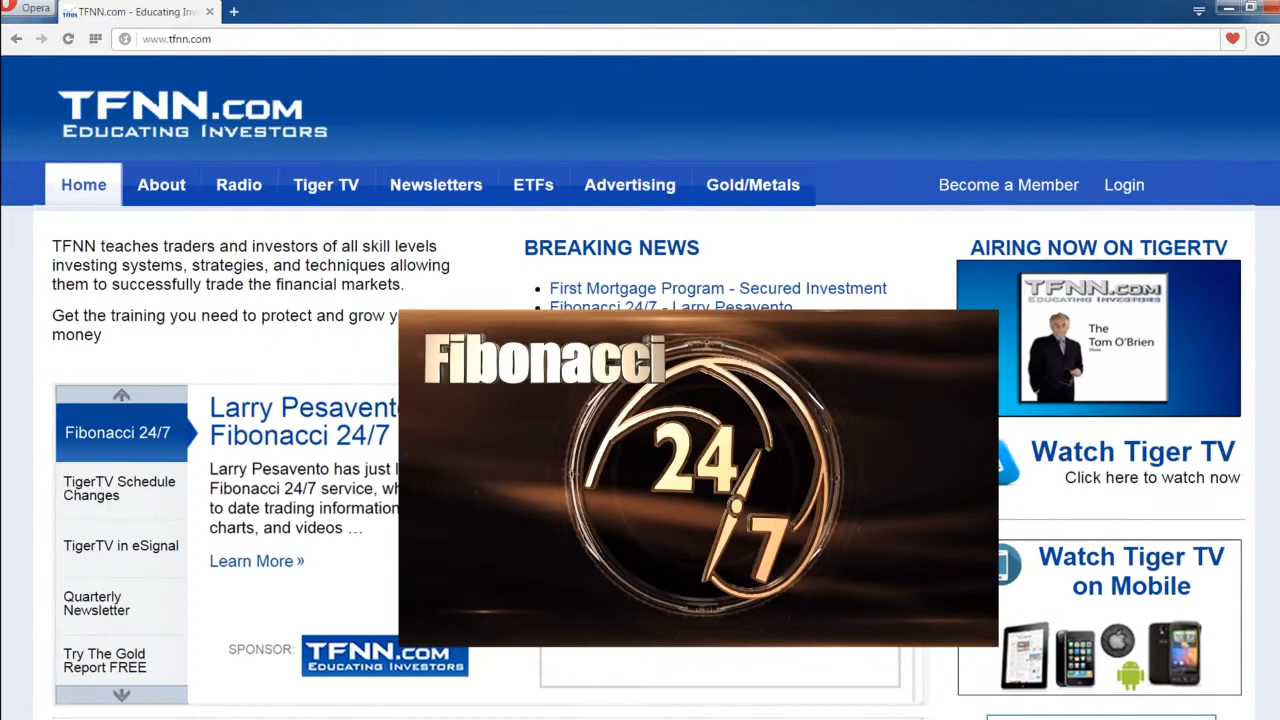 Opera
TFNN.com - Educating Inv
www.tfnn.com
TFNN.COM
EDUCATING INVESTORS
Home
About
Radio
Tiger TV
Newsletters
ETFs
Advertising
Gold/Metals
Become a Member
Login
TFNN teaches traders and investors of all skill levels
investing systems, strategies, and techniques allowing
them to successfully trade the financial markets.
Get the training you need to protect and grow
money
BREAKING NEWS
First Mortgage Program - Secured Investment
Fibonacci 24/7 - Larry Pesavento
AIRING NOW ON TIGERTV
TFNN.COM
EDUCATING INVESTORS
The
Tom O'Brien
Show
Watch Tiger TV
Click here to watch now
Watch Tiger TV
on Mobile
Fibonacci 24/7
TigerTV Schedule
Changes
TigerTV in eSignal
Quarterly
Newsletter
Try The Gold
Report FREE
Larry Pesavento
Fibonacci 24/7
Larry Pesavento has just
Fibonacci 24/7 service,
to date trading information
charts, and videos …
Learn More »
SPONSOR:
TFNN.COM
EDUCATING INVESTORS
Fibonacci
24
7